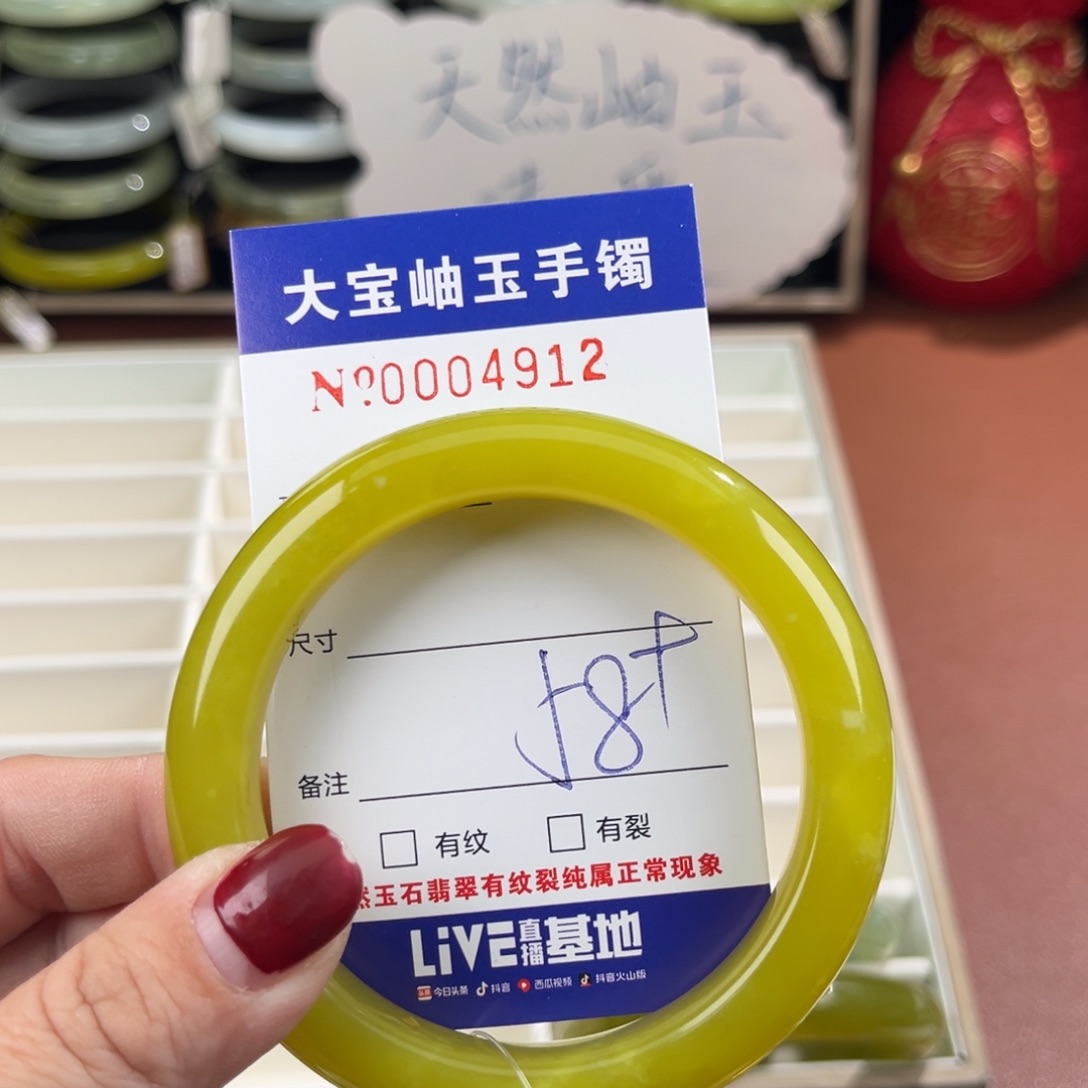 天然岫玉
大宝岫玉手镯
Nº0004912
尺寸
58
备注
有纹 有裂
然玉石翡翠有纹裂纯属正常现象
LiVE直播基地
今日头条 抖音 西瓜视频 抖音火山版